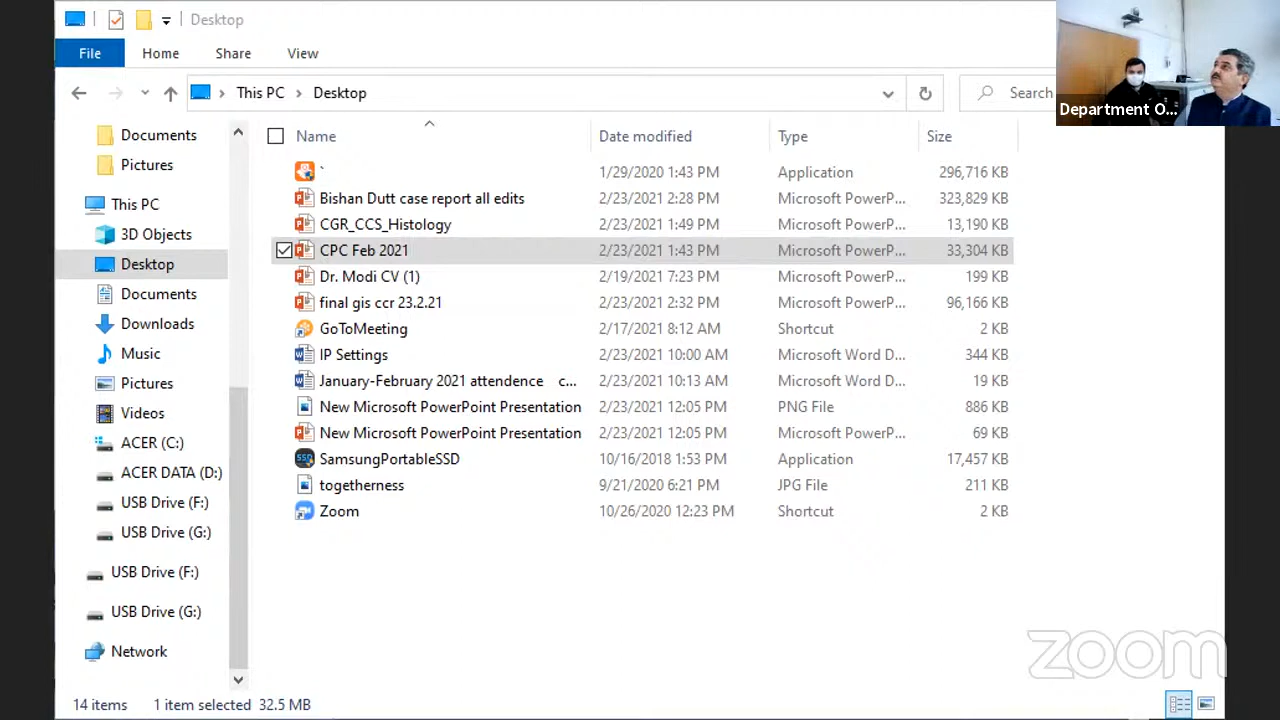 Desktop
File Home Share View
This PC > Desktop
Search
Department O...
Documents
Pictures
This PC
3D Objects
Desktop
Documents
Downloads
Music
Pictures
Videos
ACER (C:)
ACER DATA (D:)
USB Drive (F:)
USB Drive (G:)
USB Drive (F:)
USB Drive (G:)
Network
Name Date modified Type Size
` 1/29/2020 1:43 PM Application 296,716 KB
Bishan Dutt case report all edits 2/23/2021 2:28 PM Microsoft PowerP... 323,829 KB
CGR_CCS_Histology 2/23/2021 1:49 PM Microsoft PowerP... 13,190 KB
CPC Feb 2021 2/23/2021 1:43 PM Microsoft PowerP... 33,304 KB
Dr. Modi CV (1) 2/19/2021 7:23 PM Microsoft PowerP... 199 KB
final gis ccr 23.2.21 2/23/2021 2:32 PM Microsoft PowerP... 96,166 KB
GoToMeeting 2/17/2021 8:12 AM Shortcut 2 KB
IP Settings 2/23/2021 10:00 AM Microsoft Word D... 344 KB
January-February 2021 attendence c... 2/23/2021 10:13 AM Microsoft Word D... 19 KB
New Microsoft PowerPoint Presentation 2/23/2021 12:05 PM PNG File 886 KB
New Microsoft PowerPoint Presentation 2/23/2021 12:05 PM Microsoft PowerP... 69 KB
SamsungPortableSSD 10/16/2018 1:53 PM Application 17,457 KB
togetherness 9/21/2020 6:21 PM JPG File 211 KB
Zoom 10/26/2020 12:23 PM Shortcut 2 KB
zoom
14 items 1 item selected 32.5 MB